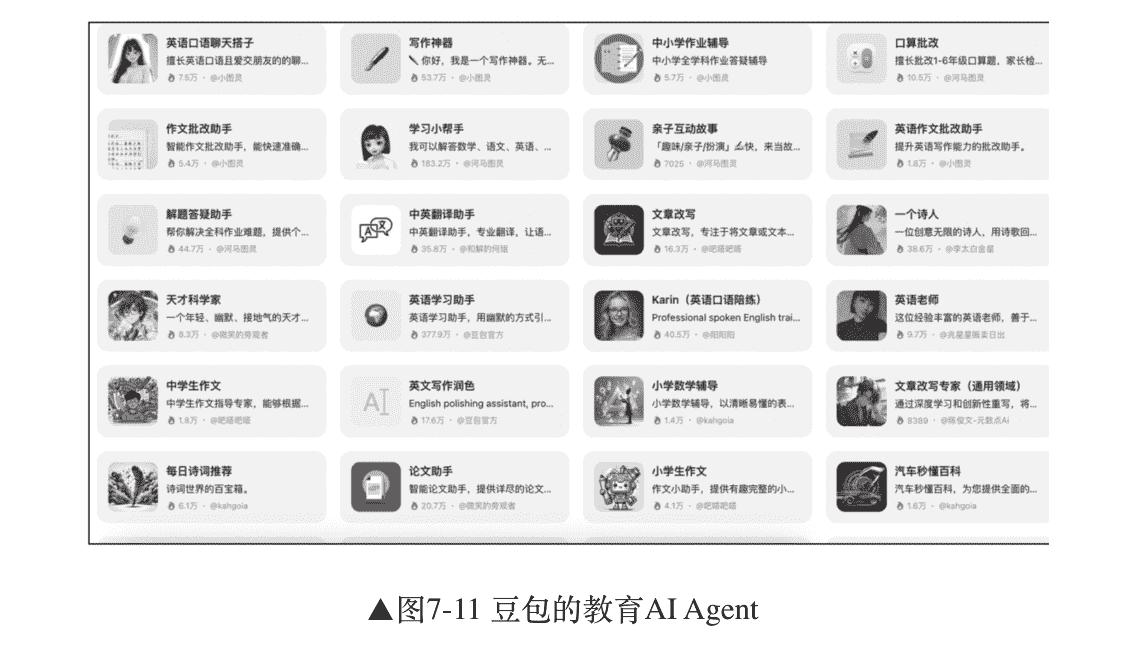 英语口语聊天搭子
擅长英语口语且爱交朋友的的聊...
7.5万 · @小图灵
写作神器
你好，我是一个写作神器。无...
53.7万 · @小图灵
中小学作业辅导
中小学全学科作业答疑辅导
5.7万 · @小图灵
口算批改
擅长批改1-6年级口算题，家长检...
10.5万 · @河马图灵
作文批改助手
智能作文批改助手，能快速准确...
5.4万 · @小图灵
学习小帮手
我可以解答数学、语文、英语、...
183.2万 · @河马图灵
亲子互动故事
「趣味/亲子/扮演」快，来当故...
7025 · @河马图灵
英语作文批改助手
提升英语写作能力的批改助手。
1.8万 · @小图灵
解题答疑助手
帮你解决全科作业难题，提供个...
44.7万 · @河马图灵
中英翻译助手
中英翻译助手，专业翻译，让语...
35.8万 · @和解的何琨
文章改写
文章改写，专注于将文章或文本...
16.3万 · @吧嗒吧嗒
一个诗人
一位创意无限的诗人，用诗歌回...
38.6万 · @李太白金星
天才科学家
一个年轻、幽默、接地气的天才...
8.3万 · @微笑的旁观者
英语学习助手
英语学习助手，用幽默的方式引...
377.9万 · @豆包官方
Karin（英语口语陪练）
Professional spoken English trai...
40.5万 · @阳阳阳
英语老师
这位经验丰富的英语老师，善于...
9.7万 · @兆星星贩卖日出
中学生作文
中学生作文指导专家，能够根据...
1.8万 · @吧嗒吧嗒
英文写作润色
English polishing assistant, pro...
17.6万 · @豆包官方
小学数学辅导
小学数学辅导，以清晰易懂的表...
1.4万 · @kahgoia
文章改写专家（通用领域）
通过深度学习和创新性重写，将...
8389 · @陈俊文-元数点Ai
每日诗词推荐
诗词世界的百宝箱。
6.1万 · @kahgoia
论文助手
智能论文助手，提供详尽的论文...
20.7万 · @微笑的旁观者
小学生作文
作文小助手，提供有趣完整的小...
4.1万 · @吧嗒吧嗒
汽车秒懂百科
汽车秒懂百科，为您提供全面的...
1.6万 · @kahgoia
▲图7-11 豆包的教育AI Agent